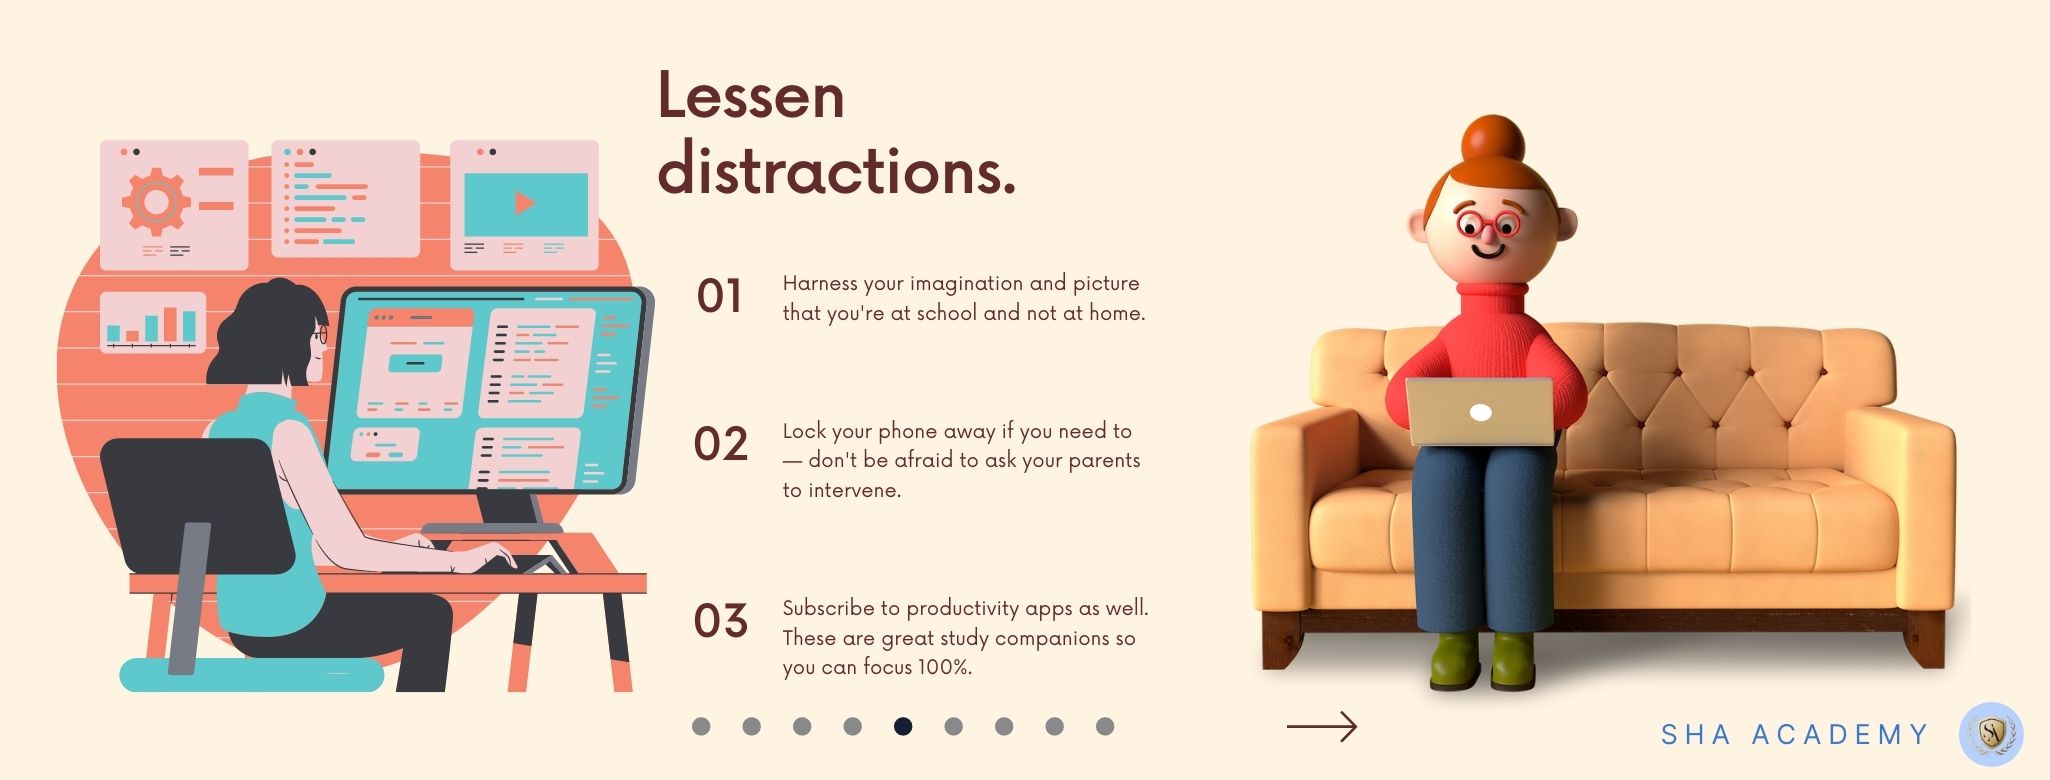 Lessen
distractions.
01
Harness your imagination and picture
that you're at school and not at home.
02
Lock your phone away if you need to
— don't be afraid to ask your parents
to intervene.
03
Subscribe to productivity apps as well.
These are great study companions so
you can focus 100%.
SHA ACADEMY
SA